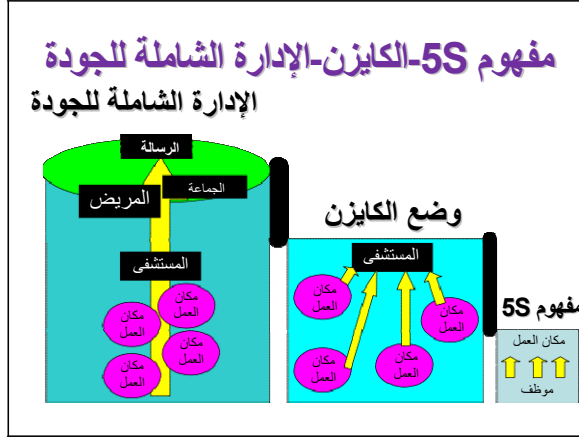 مفهوم 5S-الكايزن-الإدارة الشاملة للجودة
الإدارة الشاملة للجودة
الرسالة
الجماعة
المريض
المستشفى
مكان
العمل
مكان
العمل
مكان
العمل
مكان
العمل
وضع الكايزن
المستشفى
مكان
العمل
مكان
العمل
مكان
العمل
مكان
العمل
مفهوم 5S
مكان العمل
موظف